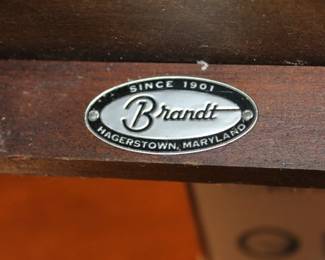 SINCE 1901
Brandt
HAGERSTOWN, MARYLAND